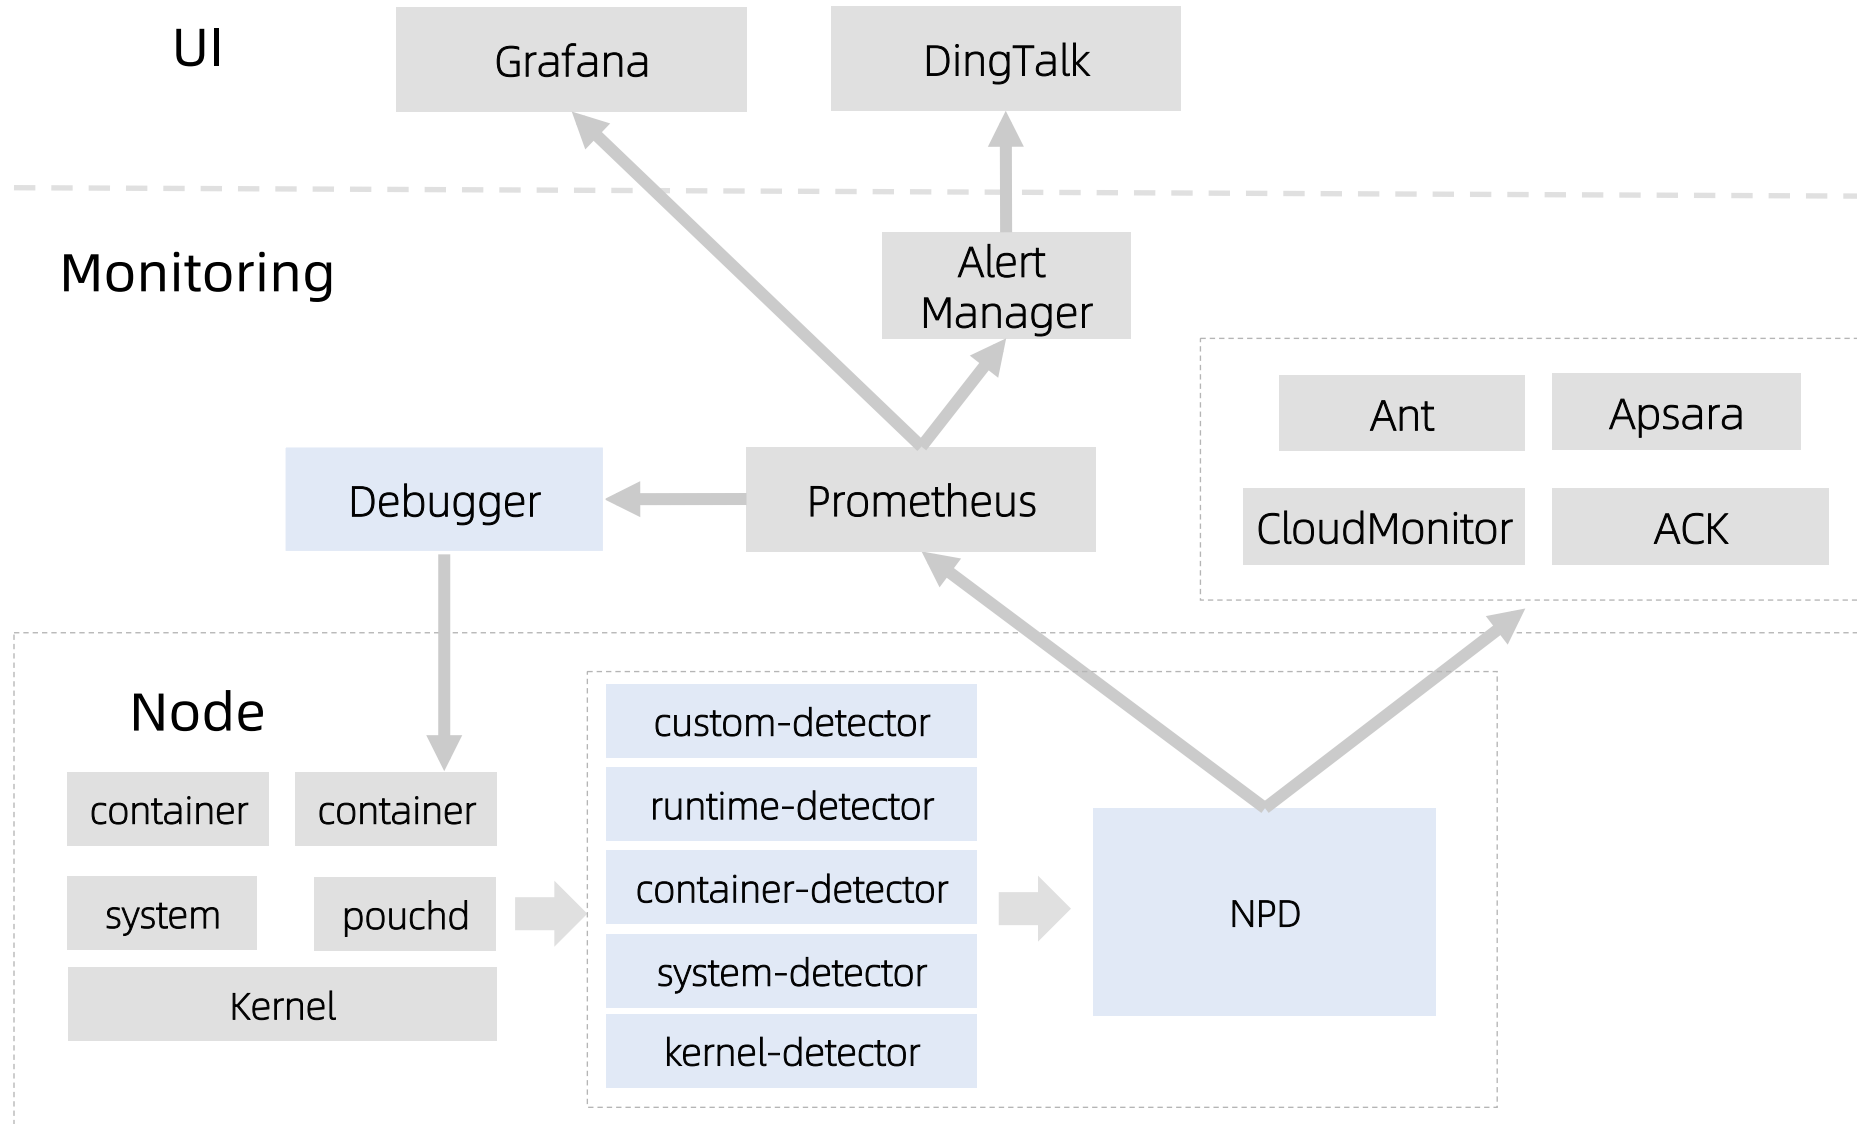 UI
Grafana
DingTalk
Monitoring
Alert
Manager
Ant
Apsara
Debugger
Prometheus
CloudMonitor
ACK
Node
custom-detector
container
container
runtime-detector
system
pouchd
container-detector
NPD
Kernel
system-detector
kernel-detector